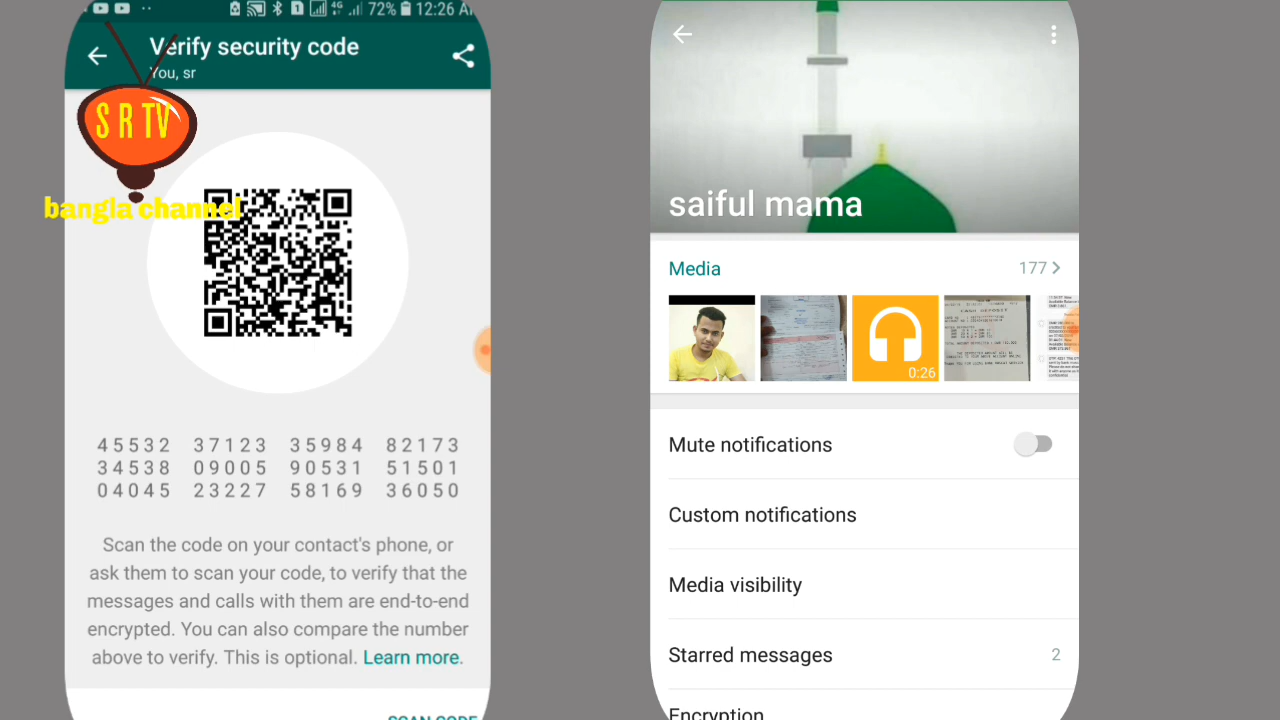 4G 72% 12:26 A
Verify security code
You, sr
S R TV
bangla channel
45532 37123 35984 82173
34538 09005 90531 51501
04045 23227 58169 36050
Scan the code on your contact's phone, or
ask them to scan your code, to verify that the
messages and calls with them are end-to-end
encrypted. You can also compare the number
above to verify. This is optional. Learn more.
SCAN CODE
saiful mama
Media 177
0:26
Mute notifications
Custom notifications
Media visibility
Starred messages 2
Encryption